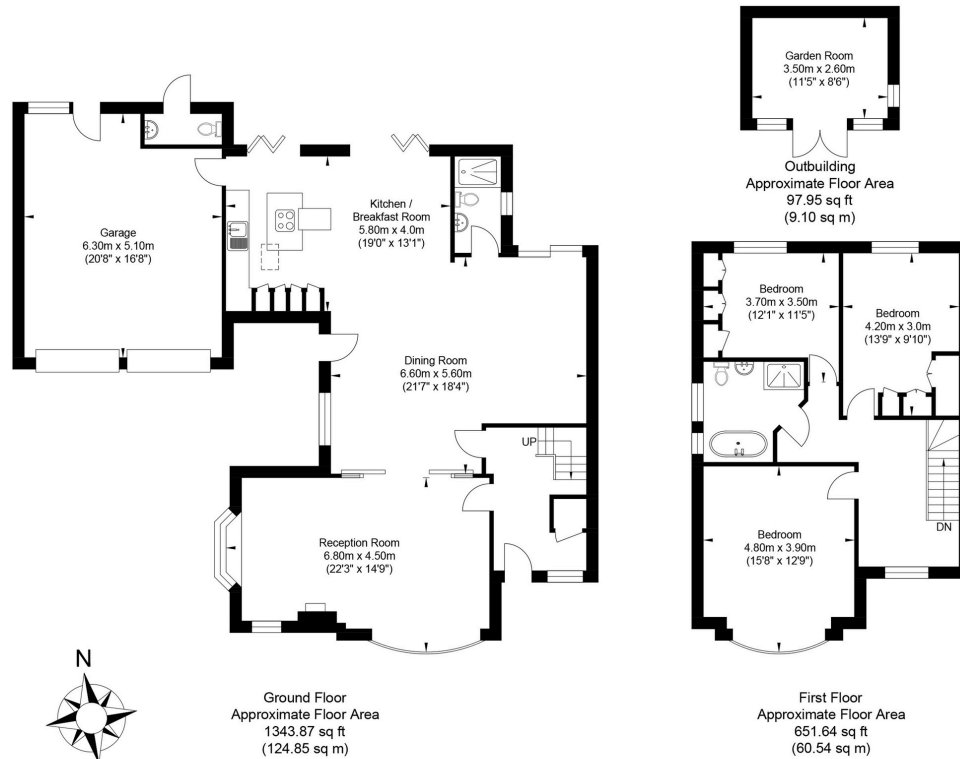 Garden Room
3.50m x 2.60m
(11'5" x 8'6")
Outbuilding
Approximate Floor Area
97.95 sq ft
(9.10 sq m)
Garage
6.30m x 5.10m
(20'8" x 16'8")
Kitchen /
Breakfast Room
5.80m x 4.0m
(19'0" x 13'1")
Dining Room
6.60m x 5.60m
(21'7" x 18'4")
UP
Reception Room
6.80m x 4.50m
(22'3" x 14'9")
Bedroom
3.70m x 3.50m
(12'1" x 11'5")
Bedroom
4.20m x 3.0m
(13'9" x 9'10")
DN
Bedroom
4.80m x 3.90m
(15'8" x 12'9")
N
Ground Floor
Approximate Floor Area
1343.87 sq ft
(124.85 sq m)
First Floor
Approximate Floor Area
651.64 sq ft
(60.54 sq m)